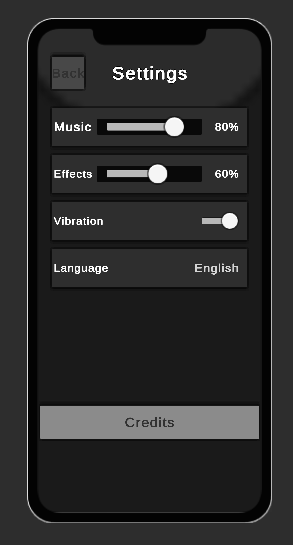 Back
Settings
Music 80%
Effects 60%
Vibration
Language English
Credits